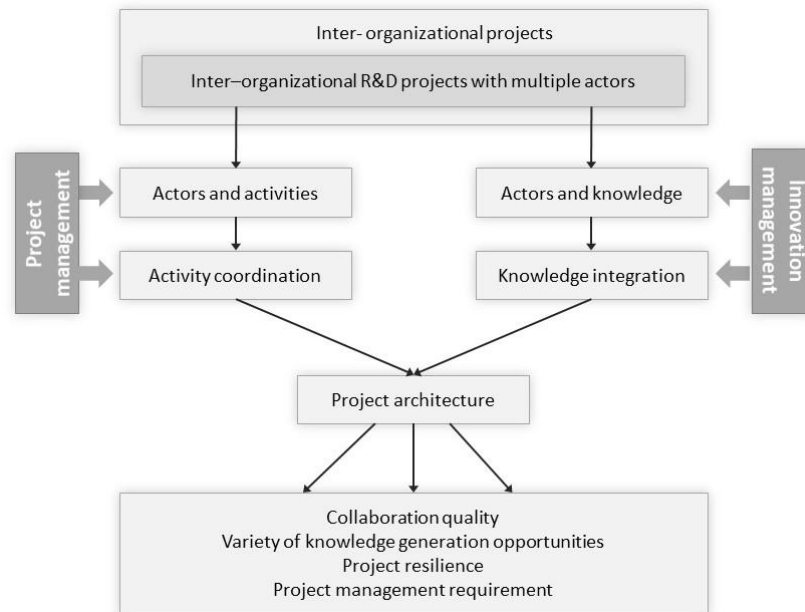 Inter- organizational projects
Inter–organizational R&D projects with multiple actors
Project
management
Actors and activities
Actors and knowledge
Innovation
management
Activity coordination
Knowledge integration
Project architecture
Collaboration quality
Variety of knowledge generation opportunities
Project resilience
Project management requirement